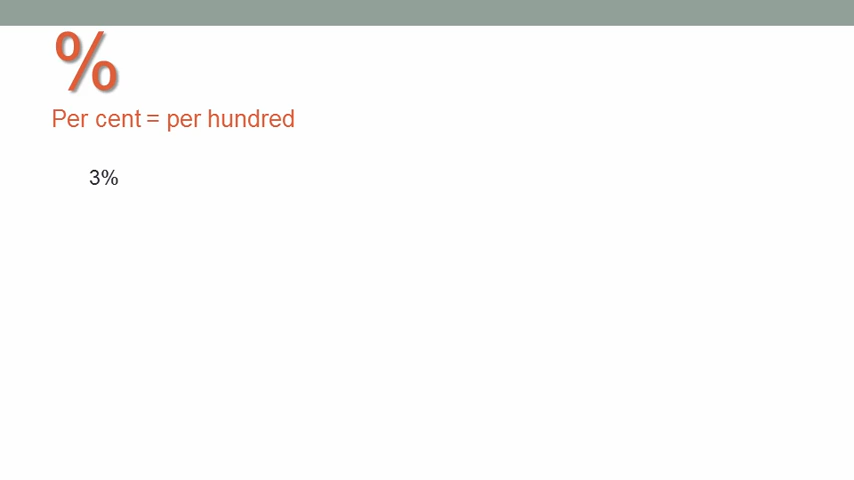 %
Per cent = per hundred
3%